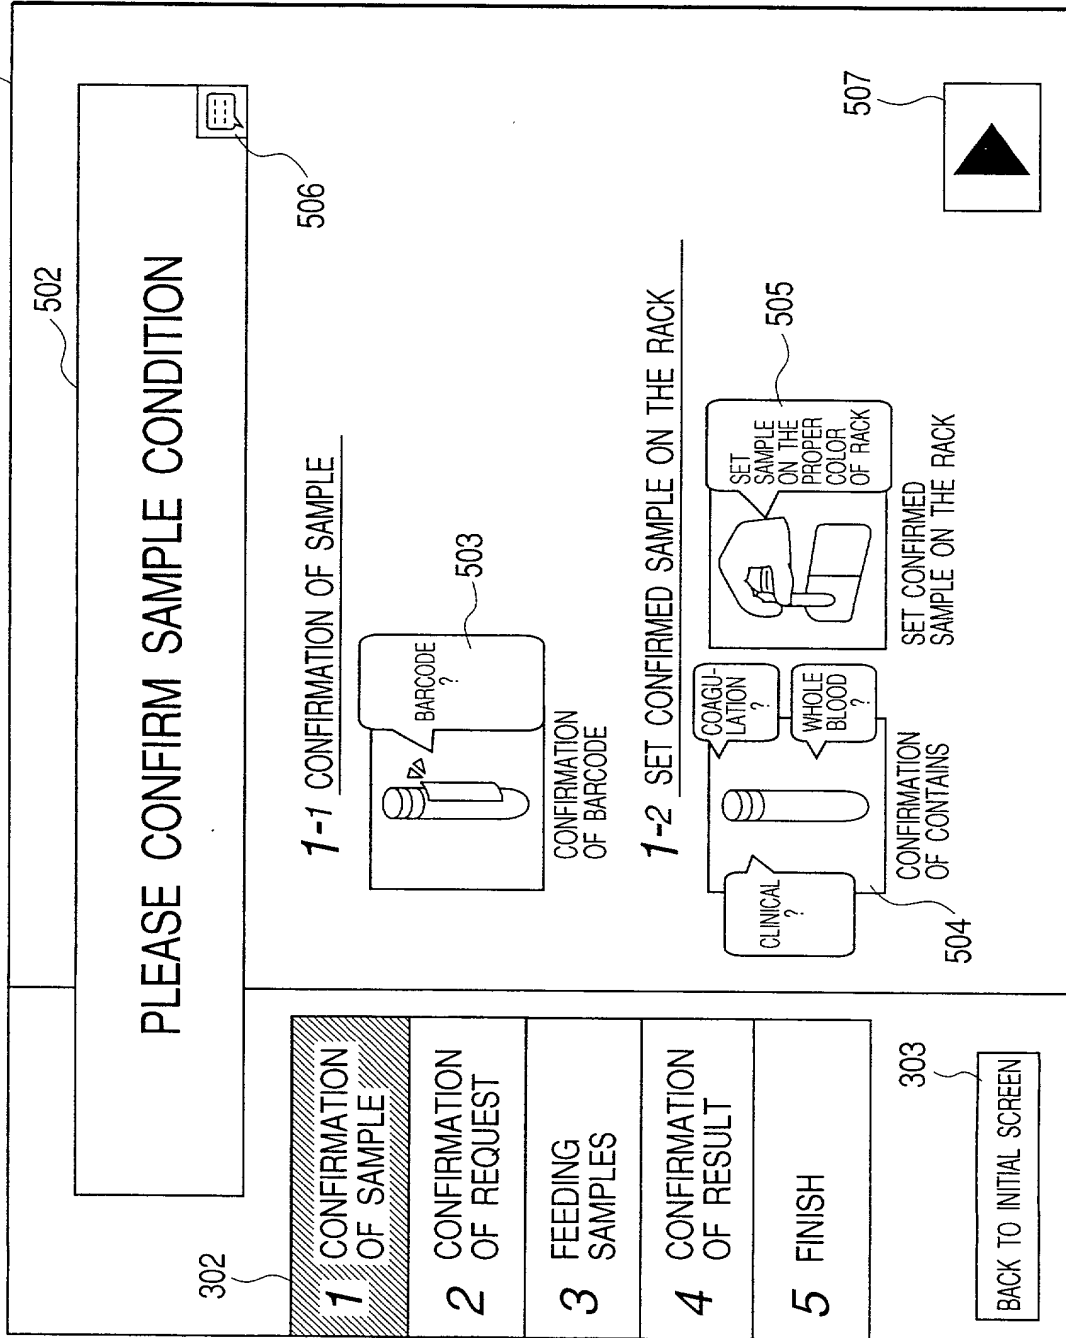 502
PLEASE CONFIRM SAMPLE CONDITION
506
302
1 CONFIRMATION
OF SAMPLE
2 CONFIRMATION
OF REQUEST
3 FEEDING
SAMPLES
4 CONFIRMATION
OF RESULT
5 FINISH
303
BACK TO INITIAL SCREEN
1-1 CONFIRMATION OF SAMPLE
BARCODE
?
503
CONFIRMATION
OF BARCODE
1-2 SET CONFIRMED SAMPLE ON THE RACK
CLINICAL
?
COAGU-
LATION
?
WHOLE
BLOOD
?
504
CONFIRMATION
OF CONTAINS
SET
SAMPLE
ON THE
PROPER
COLOR
OF RACK
505
SET CONFIRMED
SAMPLE ON THE RACK
507